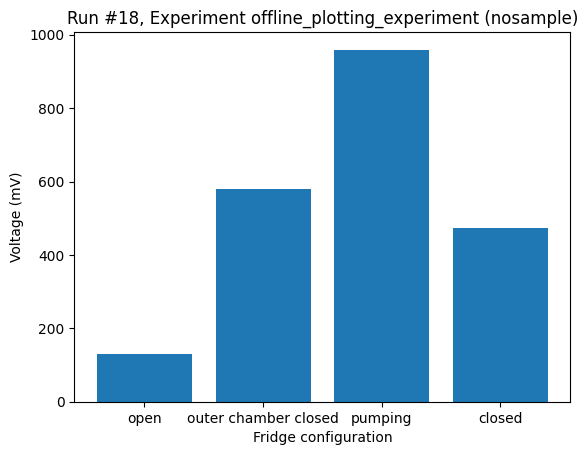 Run #18, Experiment offline_plotting_experiment (nosample)
1000
800
600
400
200
0
Voltage (mV)
open
outer chamber closed
pumping
closed
Fridge configuration